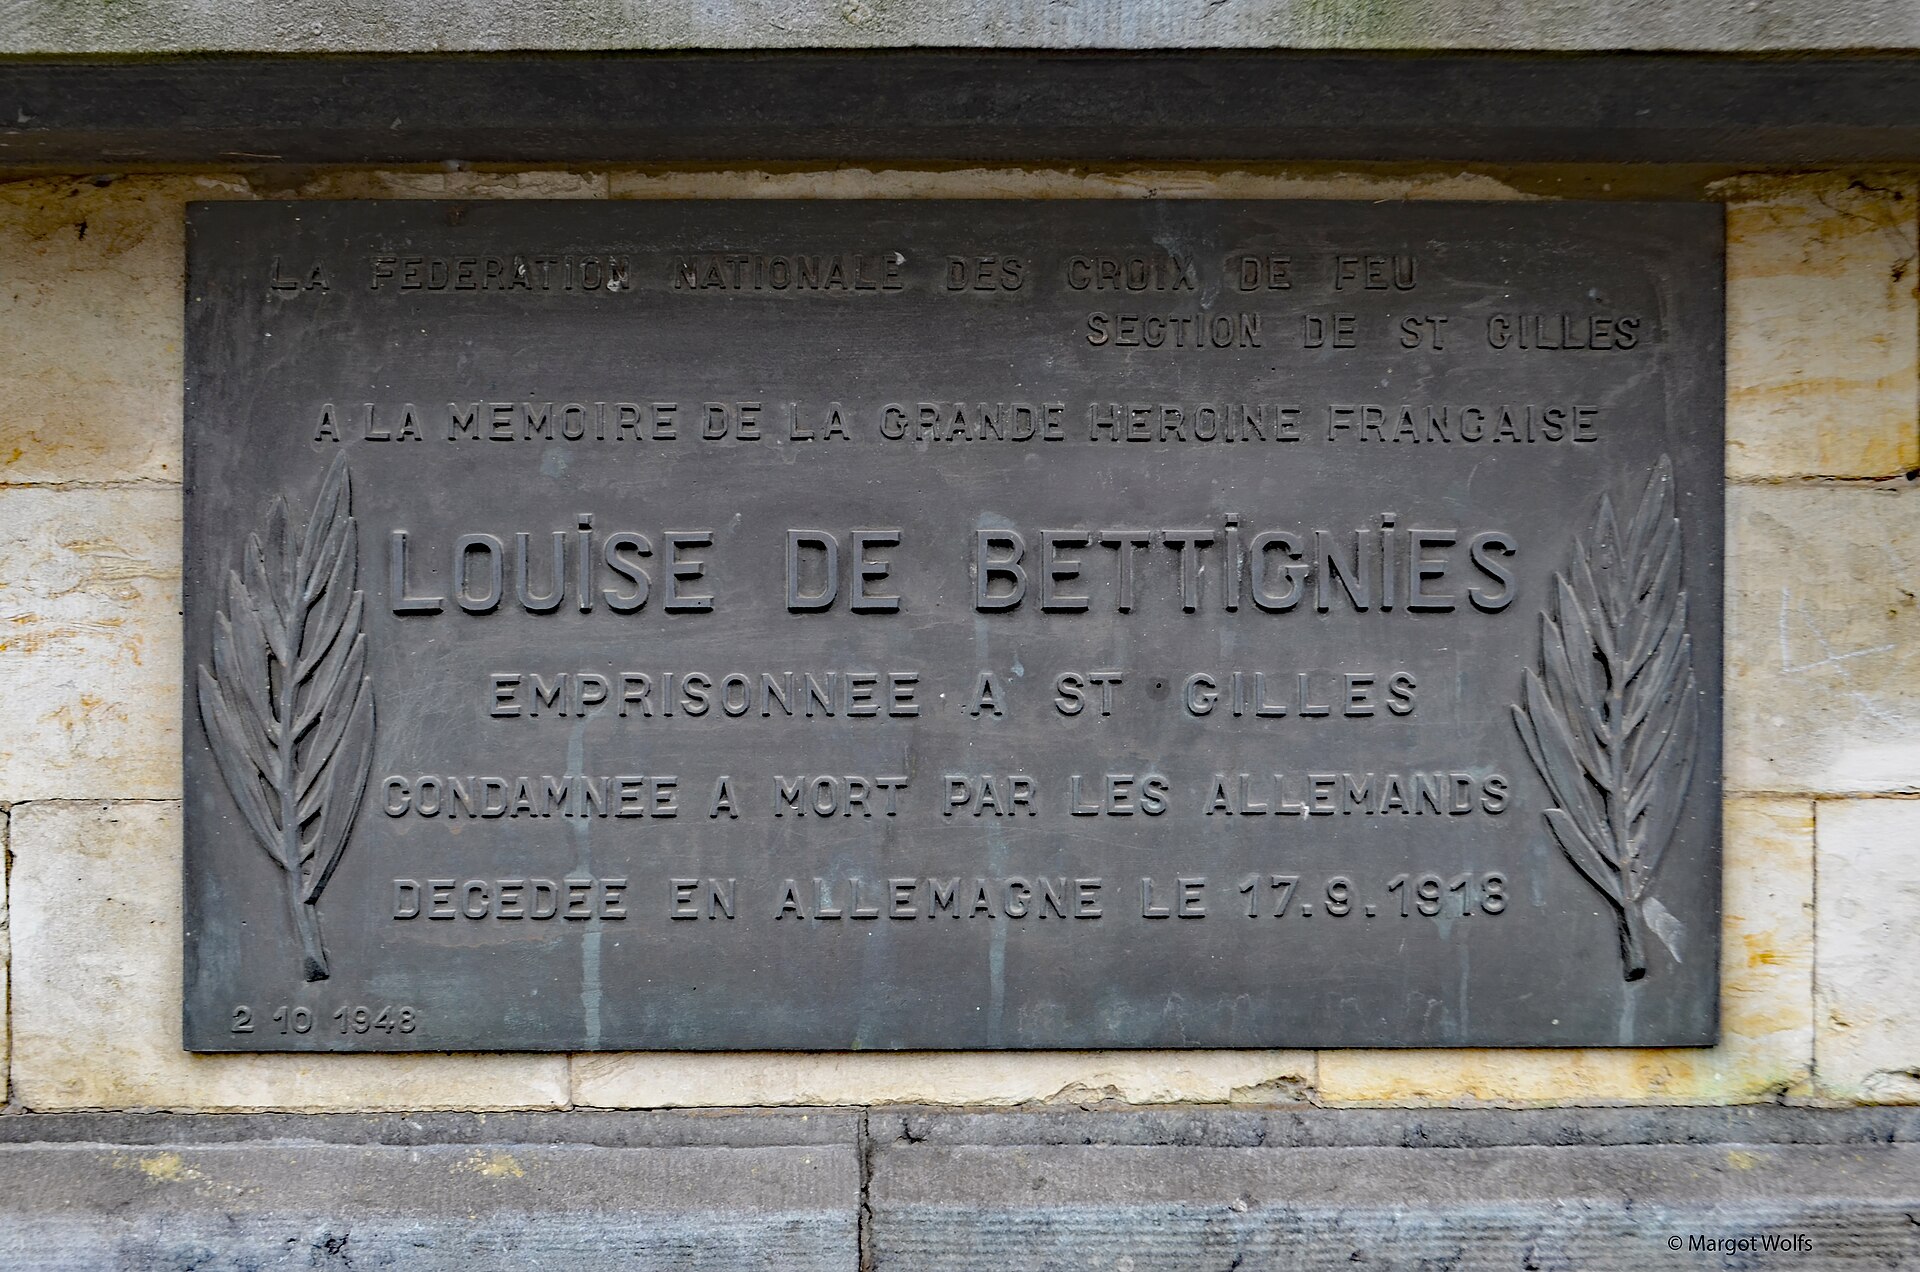 LA FEDERATION NATIONALE DES CROIX DE FEU
SECTION DE ST GILLES
A LA MEMOIRE DE LA GRANDE HEROINE FRANCAISE
LOUiSE DE BETTiGNiES
EMPRISONNEE A ST GILLES
CONDAMNEE A MORT PAR LES ALLEMANDS
DECEDEE EN ALLEMAGNE LE 17.9.1918
2 10 1948
© Margot Wolfs